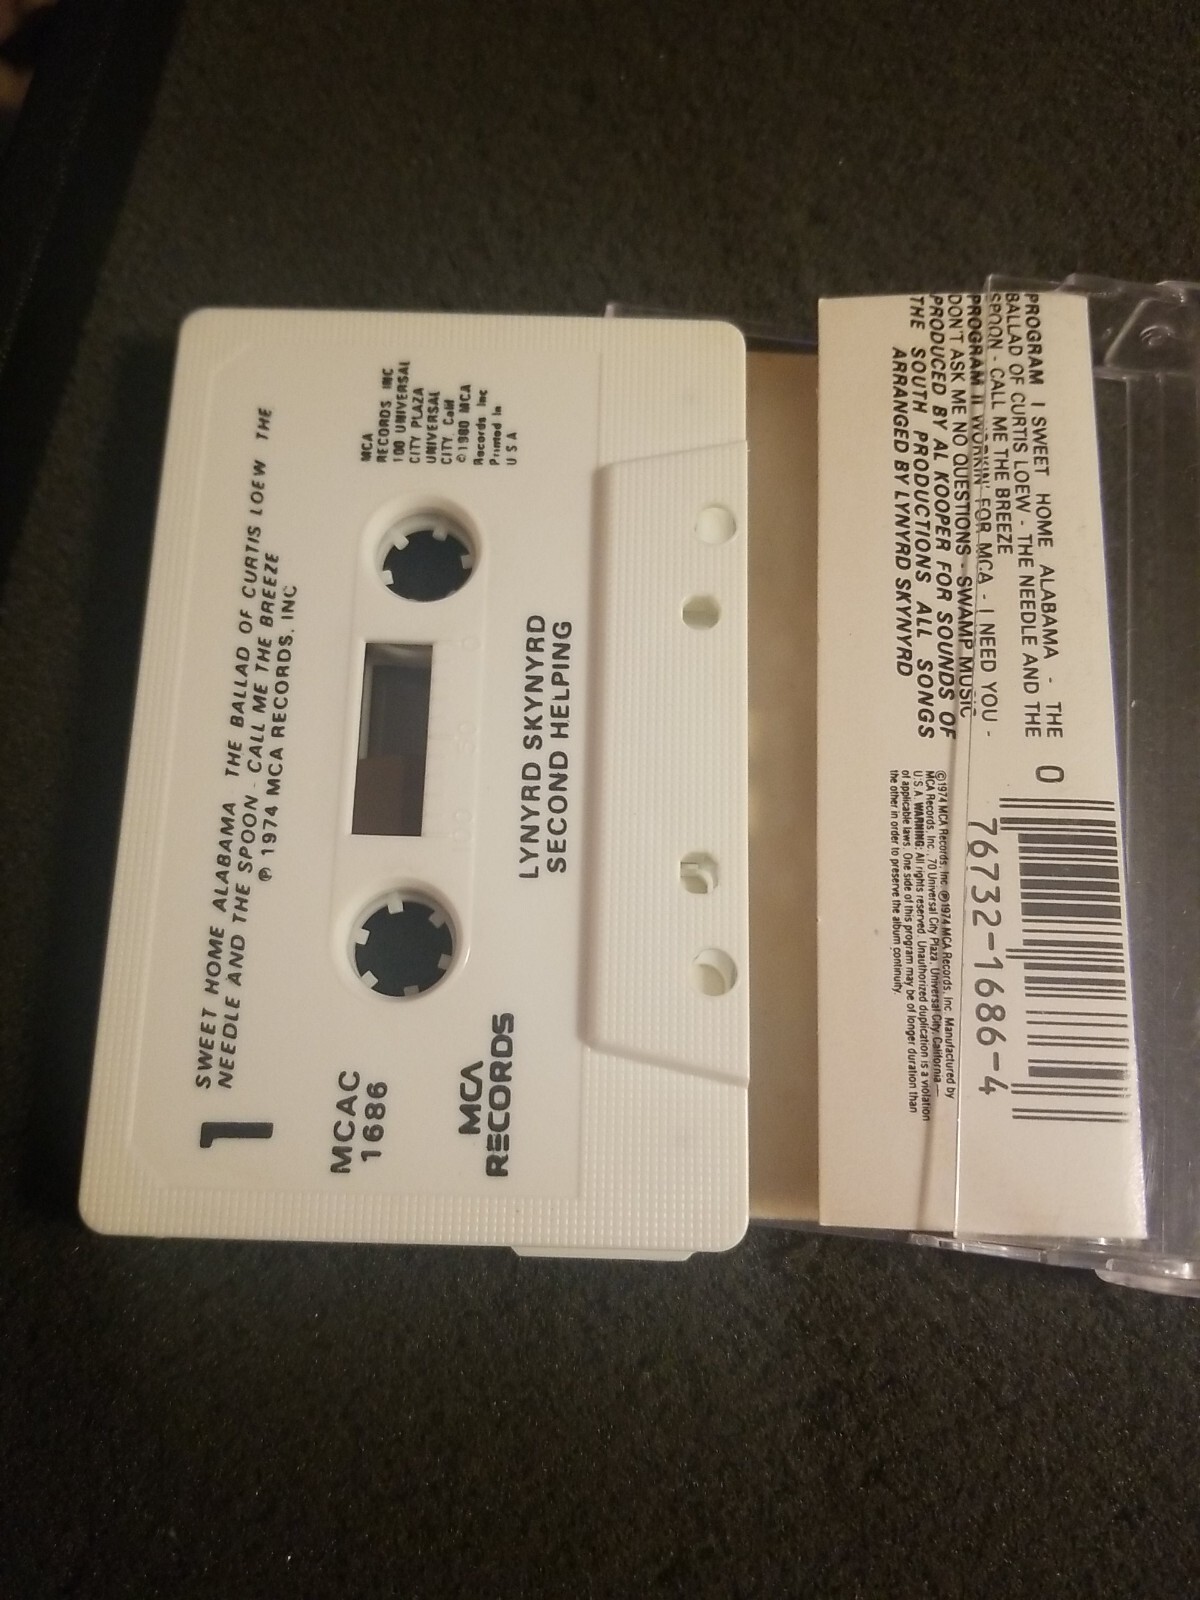 1
SWEET HOME ALABAMA THE BALLAD OF CURTIS LOEW THE
NEEDLE AND THE SPOON - CALL ME THE BREEZE
℗ 1974 MCA RECORDS, INC
MCAC
1686
MCA
RECORDS INC
100 UNIVERSAL
CITY PLAZA
UNIVERSAL
CITY Calif
© 1980 MCA
Records Inc
Printed in
U S A
MCA
RECORDS
LYNYRD SKYNYRD
SECOND HELPING
PROGRAM I SWEET HOME ALABAMA - THE
BALLAD OF CURTIS LOEW - THE NEEDLE AND THE
SPOON - CALL ME THE BREEZE
PROGRAM II WORKIN' FOR MCA - I NEED YOU -
DON'T ASK ME NO QUESTIONS - SWAMP MUSIC
PRODUCED BY AL KOOPER FOR SOUNDS OF
THE SOUTH PRODUCTIONS ALL SONGS
ARRANGED BY LYNYRD SKYNYRD
0
76732-1686-4
©1974 MCA Records, Inc. ℗1974 MCA Records, Inc. Manufactured by
MCA Records, Inc., 70 Universal City Plaza, Universal City, California —
U.S.A. WARNING: All rights reserved. Unauthorized duplication is a violation
of applicable laws. One side of this program may be of longer duration than
the other in order to preserve the album continuity.